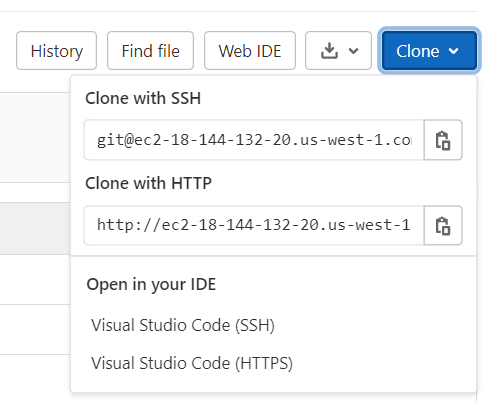 History Find file Web IDE Clone
Clone with SSH
git@ec2-18-144-132-20.us-west-1.co
Clone with HTTP
http://ec2-18-144-132-20.us-west-1
Open in your IDE
Visual Studio Code (SSH)
Visual Studio Code (HTTPS)